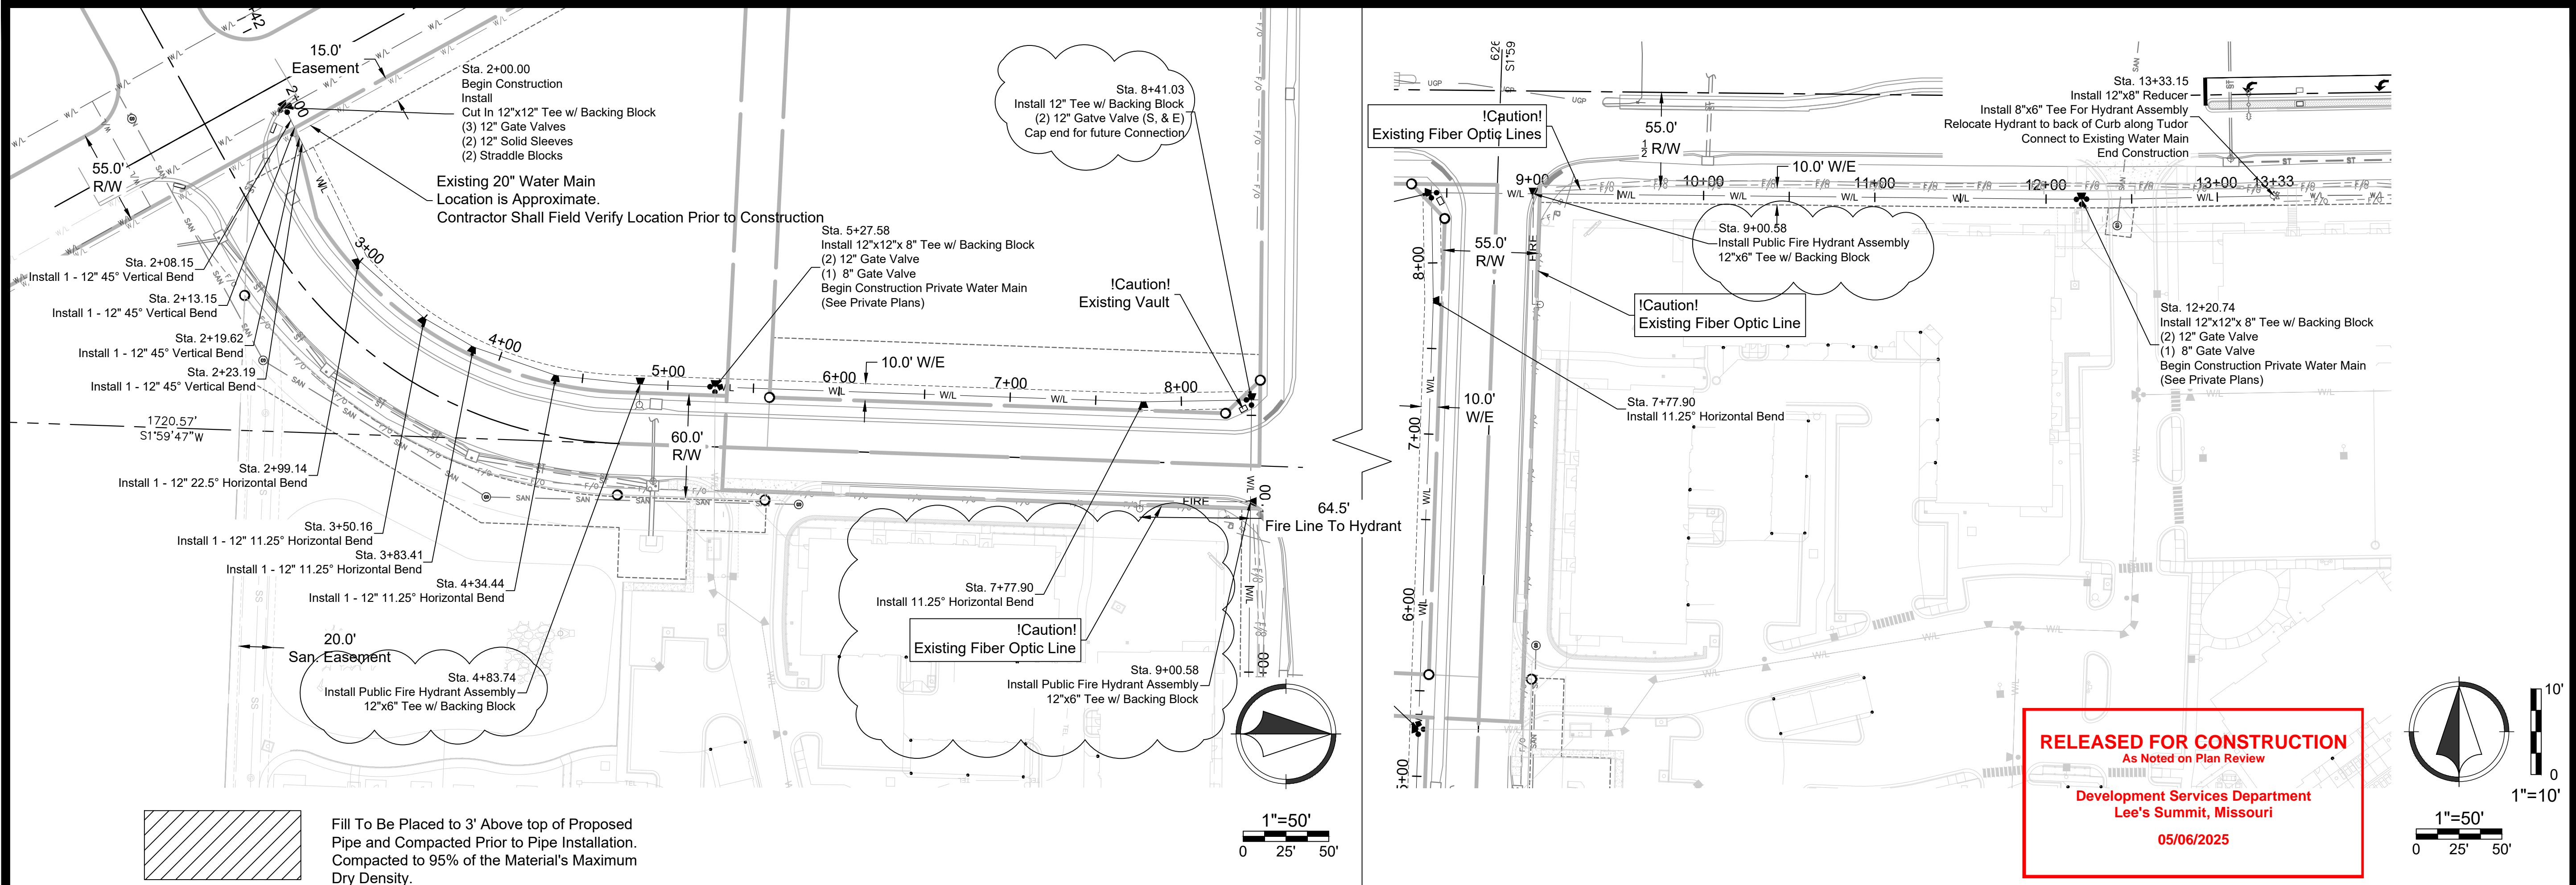 15.0'
Easement
Sta. 2+00.00
Begin Construction
Install
Cut In 12"x12" Tee w/ Backing Block
(3) 12" Gate Valves
(2) 12" Solid Sleeves
(2) Straddle Blocks
2+00
55.0'
R/W
Existing 20" Water Main
Location is Approximate.
Contractor Shall Field Verify Location Prior to Construction
Sta. 2+08.15
Install 1 - 12" 45° Vertical Bend
Sta. 2+13.15
Install 1 - 12" 45° Vertical Bend
Sta. 2+19.62
Install 1 - 12" 45° Vertical Bend
Sta. 2+23.19
Install 1 - 12" 45° Vertical Bend
3+00
4+00
5+00
6+00
7+00
8+00
1720.57'
S1°59'47"W
Sta. 2+99.14
Install 1 - 12" 22.5° Horizontal Bend
Sta. 3+50.16
Install 1 - 12" 11.25° Horizontal Bend
Sta. 3+83.41
Install 1 - 12" 11.25° Horizontal Bend
Sta. 4+34.44
Install 1 - 12" 11.25° Horizontal Bend
20.0'
San. Easement
Sta. 4+83.74
Install Public Fire Hydrant Assembly
12"x6" Tee w/ Backing Block
Sta. 5+27.58
Install 12"x12"x 8" Tee w/ Backing Block
(2) 12" Gate Valve
(1) 8" Gate Valve
Begin Construction Private Water Main
(See Private Plans)
10.0' W/E
60.0'
R/W
Sta. 8+41.03
Install 12" Tee w/ Backing Block
(2) 12" Gatve Valve (S, & E)
Cap end for future Connection
!Caution!
Existing Vault
FIRE
64.5'
Fire Line To Hydrant
Sta. 7+77.90
Install 11.25° Horizontal Bend
!Caution!
Existing Fiber Optic Line
Sta. 9+00.58
Install Public Fire Hydrant Assembly
12"x6" Tee w/ Backing Block
Fill To Be Placed to 3' Above top of Proposed
Pipe and Compacted Prior to Pipe Installation.
Compacted to 95% of the Material's Maximum
Dry Density.
1"=50'
0 25' 50'
!Caution!
Existing Fiber Optic Lines
55.0'
½ R/W
10.0' W/E
Sta. 13+33.15
Install 12"x8" Reducer
Install 8"x6" Tee For Hydrant Assembly
Relocate Hydrant to back of Curb along Tudor
Connect to Existing Water Main
End Construction
9+00
10+00
11+00
12+00
13+00
13+33
Sta. 9+00.58
Install Public Fire Hydrant Assembly
12"x6" Tee w/ Backing Block
55.0'
R/W
FIRE
8+00
7+00
6+00
!Caution!
Existing Fiber Optic Line
Sta. 7+77.90
Install 11.25° Horizontal Bend
10.0'
W/E
Sta. 12+20.74
Install 12"x12"x 8" Tee w/ Backing Block
(2) 12" Gate Valve
(1) 8" Gate Valve
Begin Construction Private Water Main
(See Private Plans)
RELEASED FOR CONSTRUCTION
As Noted on Plan Review
Development Services Department
Lee's Summit, Missouri
05/06/2025
10'
0
1"=10'
1"=50'
0 25' 50'